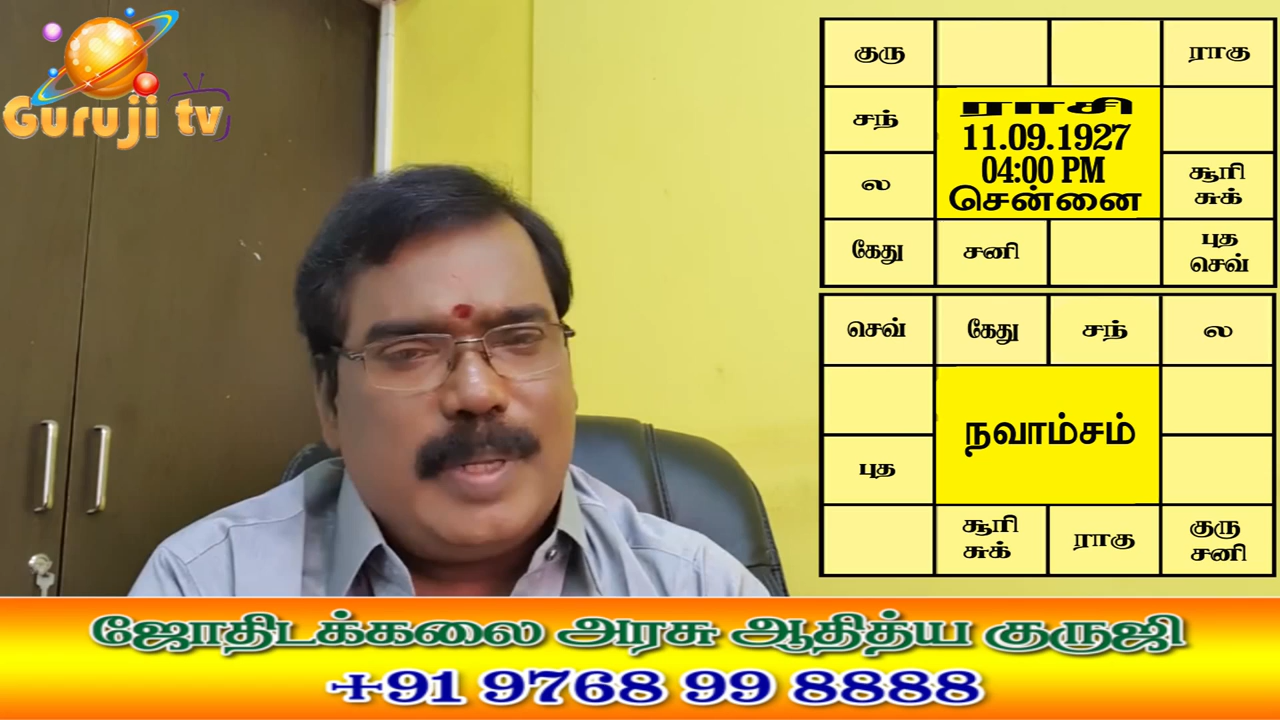 Guruji tv
குரு
ராகு
சந்
ராசி
11.09.1927
04:00 PM
சென்னை
ல
சூரி
சுக்
கேது
சனி
புத
செவ்
செவ்
கேது
சந்
ல
நவாம்சம்
புத
சூரி
சுக்
ராகு
குரு
சனி
ஜோதிடக்கலை அரசு ஆதித்ய குருஜி
+91 9768 99 8888